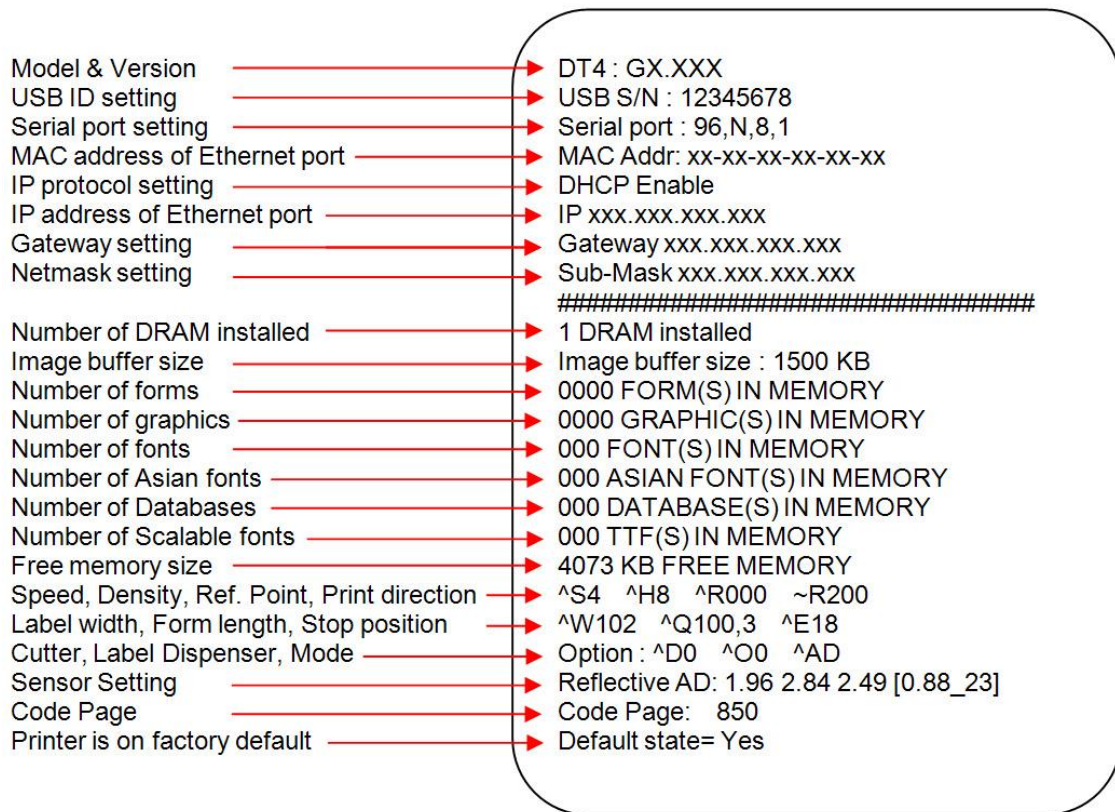 Model & Version DT4 : GX.XXX
USB ID setting USB S/N : 12345678
Serial port setting Serial port : 96,N,8,1
MAC address of Ethernet port MAC Addr: xx-xx-xx-xx-xx-xx
IP protocol setting DHCP Enable
IP address of Ethernet port IP xxx.xxx.xxx.xxx
Gateway setting Gateway xxx.xxx.xxx.xxx
Netmask setting Sub-Mask xxx.xxx.xxx.xxx
##################################
Number of DRAM installed 1 DRAM installed
Image buffer size Image buffer size : 1500 KB
Number of forms 0000 FORM(S) IN MEMORY
Number of graphics 0000 GRAPHIC(S) IN MEMORY
Number of fonts 000 FONT(S) IN MEMORY
Number of Asian fonts 000 ASIAN FONT(S) IN MEMORY
Number of Databases 000 DATABASE(S) IN MEMORY
Number of Scalable fonts 000 TTF(S) IN MEMORY
Free memory size 4073 KB FREE MEMORY
Speed, Density, Ref. Point, Print direction ^S4 ^H8 ^R000 ~R200
Label width, Form length, Stop position ^W102 ^Q100,3 ^E18
Cutter, Label Dispenser, Mode Option : ^D0 ^O0 ^AD
Sensor Setting Reflective AD: 1.96 2.84 2.49 [0.88_23]
Code Page Code Page: 850
Printer is on factory default Default state= Yes